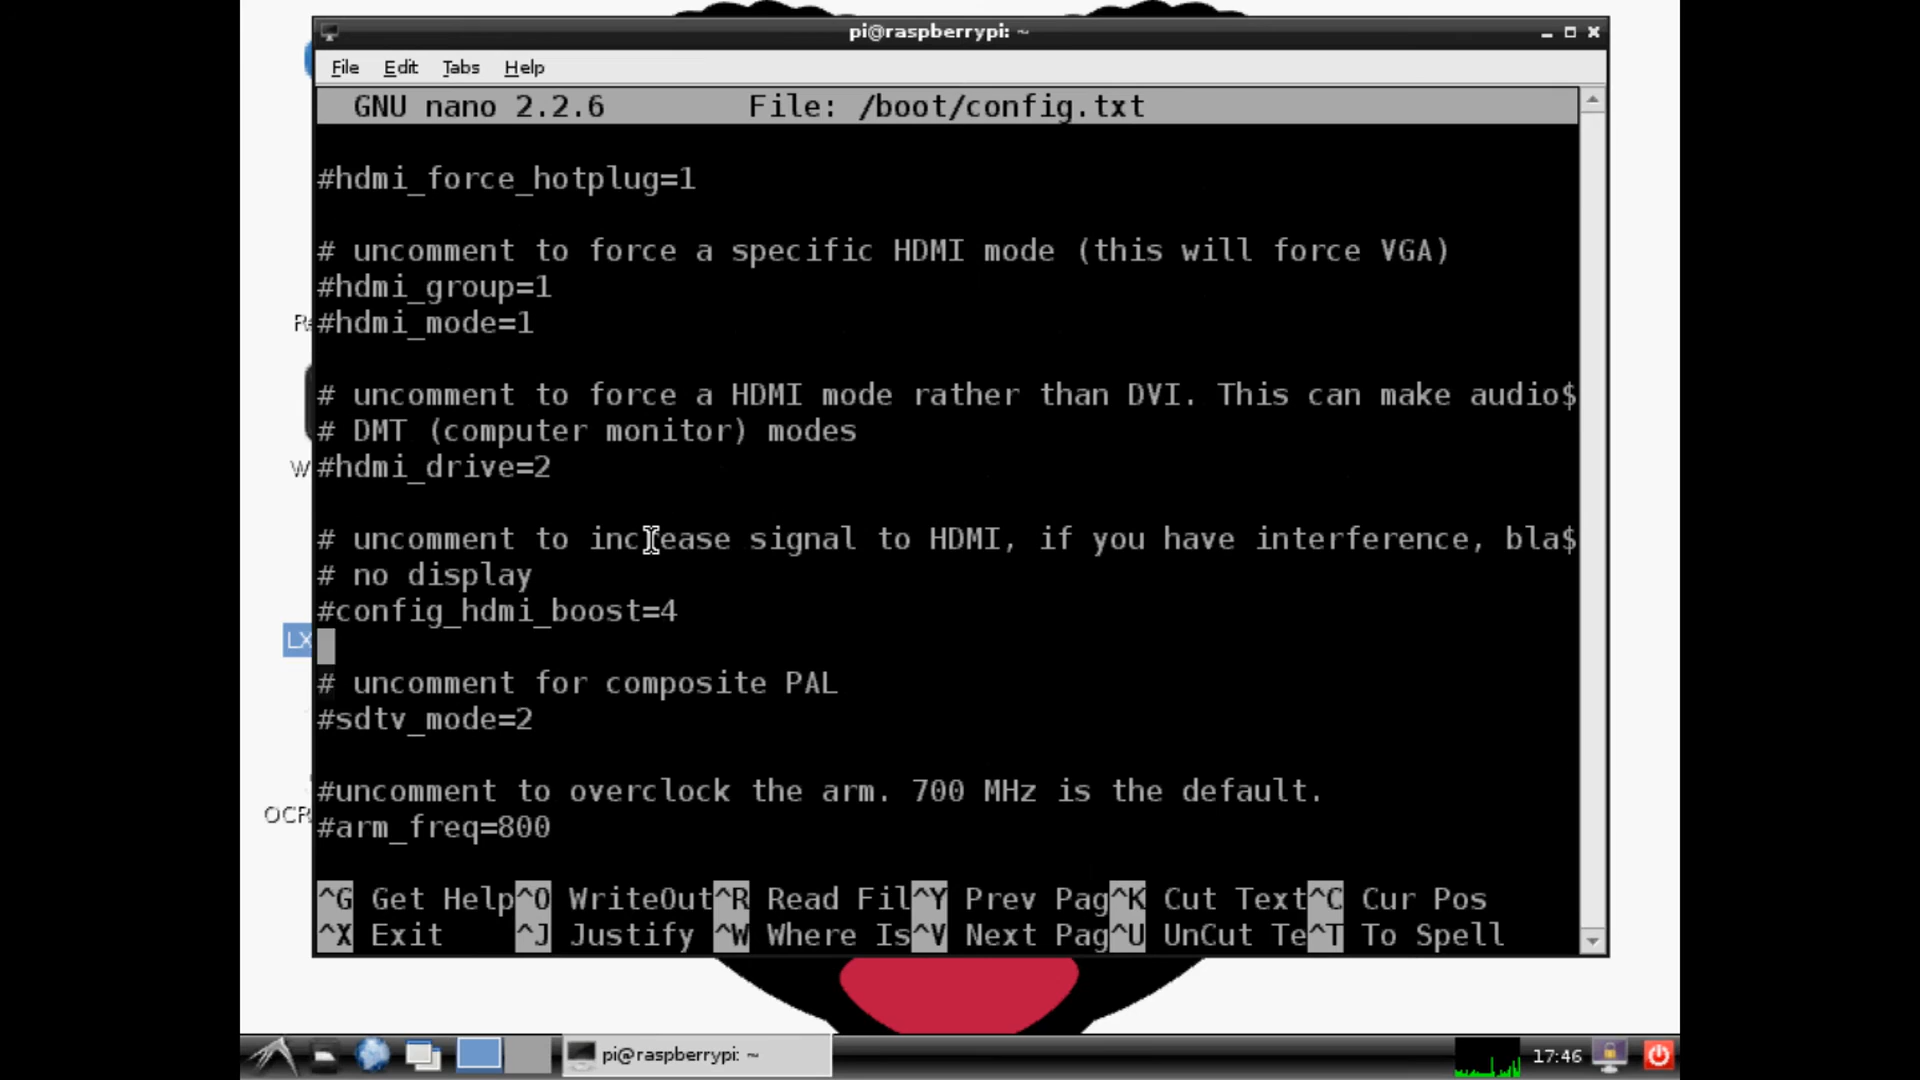 pi@raspberrypi: ~
File Edit Tabs Help
GNU nano 2.2.6 File: /boot/config.txt
#hdmi_force_hotplug=1
# uncomment to force a specific HDMI mode (this will force VGA)
#hdmi_group=1
#hdmi_mode=1
# uncomment to force a HDMI mode rather than DVI. This can make audio$
# DMT (computer monitor) modes
#hdmi_drive=2
# uncomment to increase signal to HDMI, if you have interference, bla$
# no display
#config_hdmi_boost=4
LX
# uncomment for composite PAL
#sdtv_mode=2
#uncomment to overclock the arm. 700 MHz is the default.
OCR
#arm_freq=800
^G Get Help ^O WriteOut ^R Read Fil ^Y Prev Pag ^K Cut Text ^C Cur Pos
^X Exit ^J Justify ^W Where Is ^V Next Pag ^U UnCut Te ^T To Spell
pi@raspberrypi: ~ 17:46